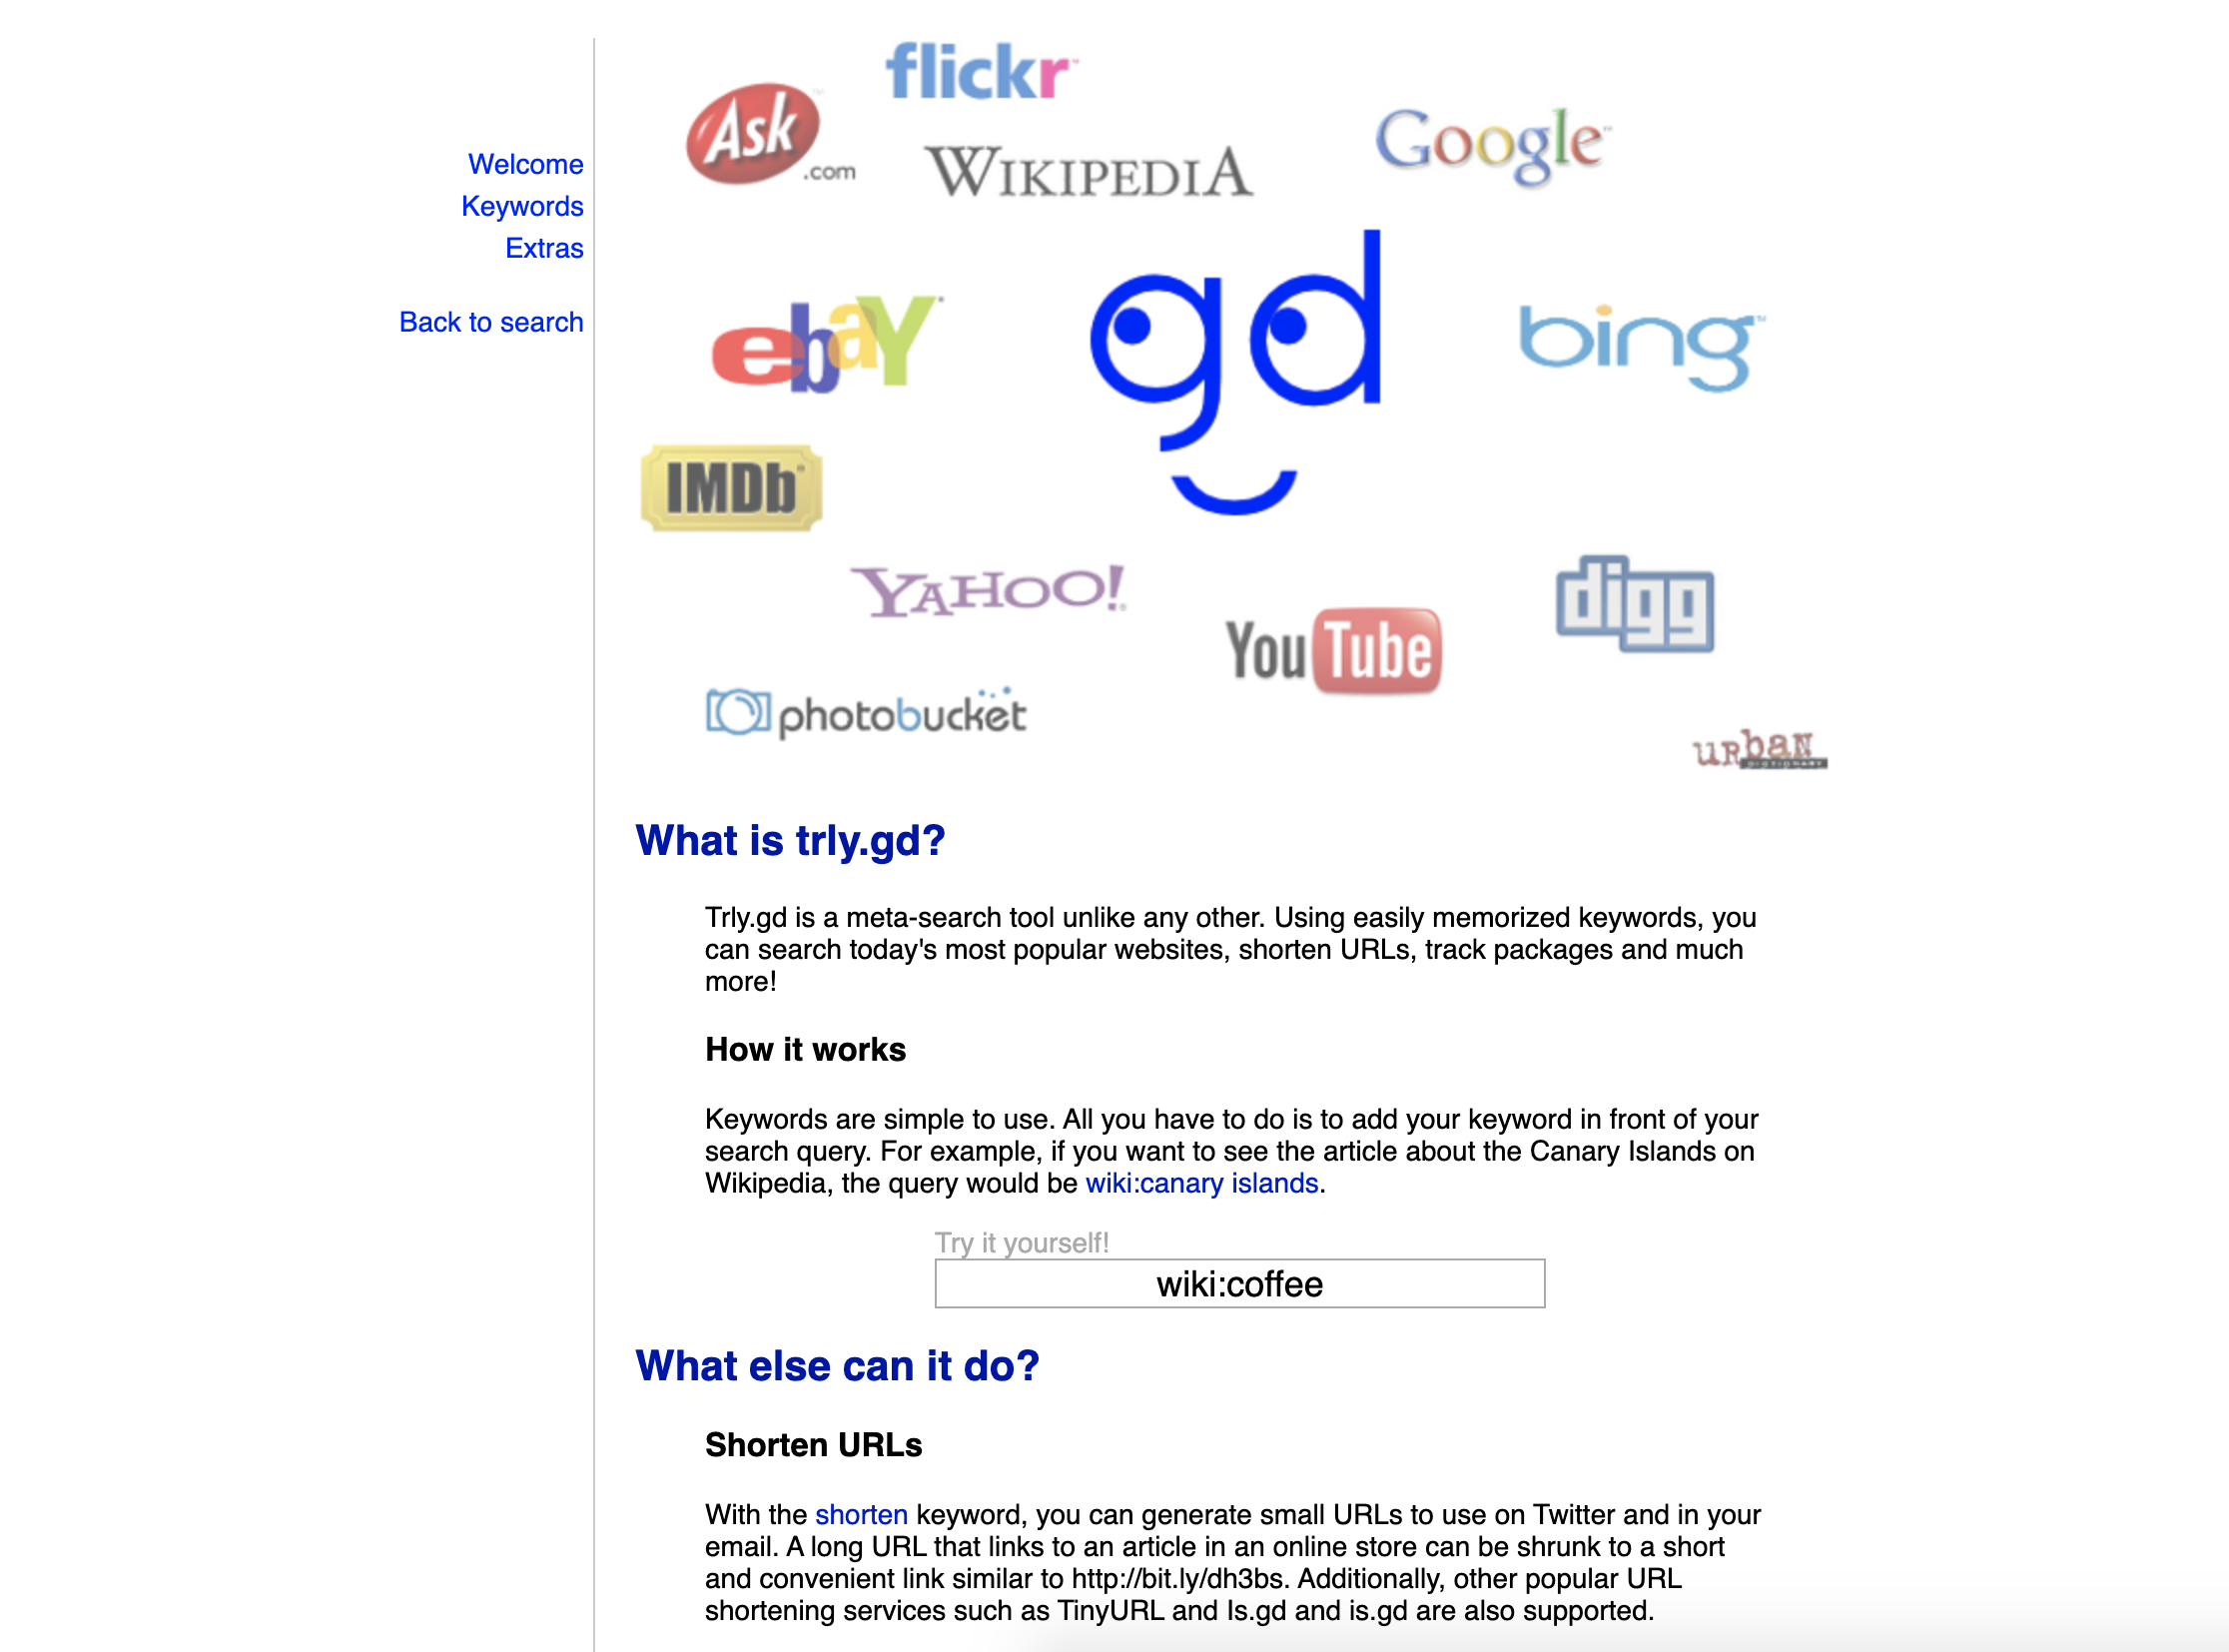 Welcome
Keywords
Extras
Back to search
flickr™
Ask™
.com
WIKIPEDIA
Google™
ebaY
gd
bing™
IMDb
YAHOO!
YouTube
digg
photobucket
uRbaN
DICTIONARY
What is trly.gd?
Trly.gd is a meta-search tool unlike any other. Using easily memorized keywords, you
can search today's most popular websites, shorten URLs, track packages and much
more!
How it works
Keywords are simple to use. All you have to do is to add your keyword in front of your
search query. For example, if you want to see the article about the Canary Islands on
Wikipedia, the query would be wiki:canary islands.
Try it yourself!
wiki:coffee
What else can it do?
Shorten URLs
With the shorten keyword, you can generate small URLs to use on Twitter and in your
email. A long URL that links to an article in an online store can be shrunk to a short
and convenient link similar to http://bit.ly/dh3bs. Additionally, other popular URL
shortening services such as TinyURL and Is.gd and is.gd are also supported.